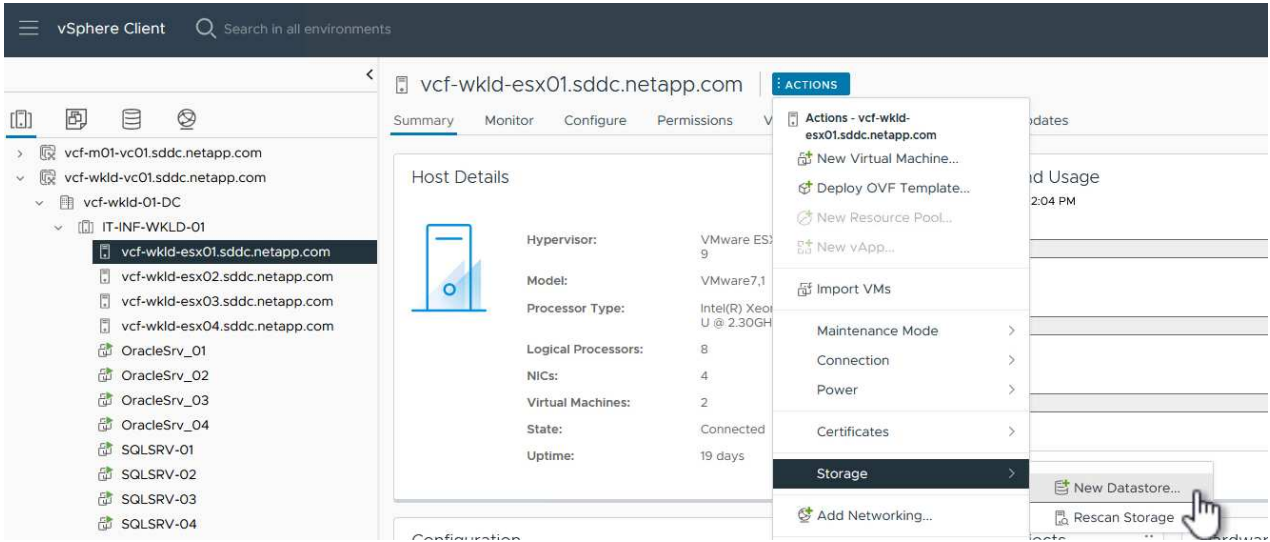 vSphere Client
Search in all environments
vcf-wkld-esx01.sddc.netapp.com
ACTIONS
Summary
Monitor
Configure
Permissions
V
pdates
vcf-m01-vc01.sddc.netapp.com
vcf-wkld-vc01.sddc.netapp.com
vcf-wkld-01-DC
IT-INF-WKLD-01
vcf-wkld-esx01.sddc.netapp.com
vcf-wkld-esx02.sddc.netapp.com
vcf-wkld-esx03.sddc.netapp.com
vcf-wkld-esx04.sddc.netapp.com
OracleSrv_01
OracleSrv_02
OracleSrv_03
OracleSrv_04
SQLSRV-01
SQLSRV-02
SQLSRV-03
SQLSRV-04
Host Details
Hypervisor:
VMware ESX
9
Model:
VMware7,1
Processor Type:
Intel(R) Xeon
U @ 2.30GH
Logical Processors:
8
NICs:
4
Virtual Machines:
2
State:
Connected
Uptime:
19 days
Configuration
Actions - vcf-wkld-
esx01.sddc.netapp.com
New Virtual Machine...
Deploy OVF Template...
New Resource Pool...
New vApp...
Import VMs
Maintenance Mode
Connection
Power
Certificates
Storage
Add Networking...
New Datastore...
Rescan Storage
nd Usage
2:04 PM